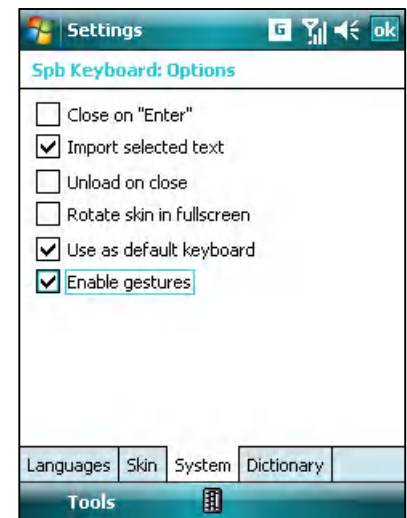 Settings G ok
Spb Keyboard: Options
Close on "Enter"
Import selected text
Unload on close
Rotate skin in fullscreen
Use as default keyboard
Enable gestures
Languages Skin System Dictionary
Tools